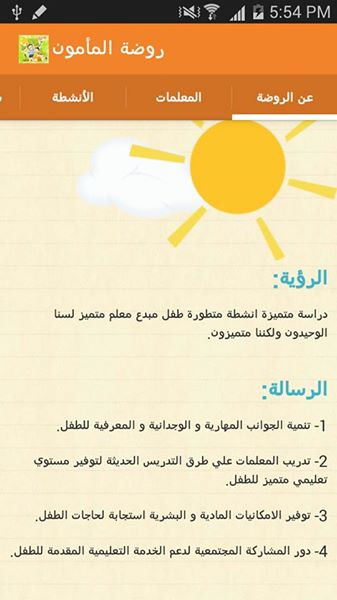 5:54 PM
روضة المأمون
عن الروضة
المعلمات
الأنشطة
الرؤية:
دراسة متميزة انشطة متطورة طفل مبدع معلم متميز لسنا
الوحيدون ولكننا متميزون.
الرسالة:
1- تنمية الجوانب المهارية و الوجدانية و المعرفية للطفل.
2- تدريب المعلمات علي طرق التدريس الحديثة لتوفير مستوي
تعليمي متميز للطفل.
3- توفير الامكانيات المادية و البشرية استجابة لحاجات الطفل.
4- دور المشاركة المجتمعية لدعم الخدمة التعليمية المقدمة للطفل.